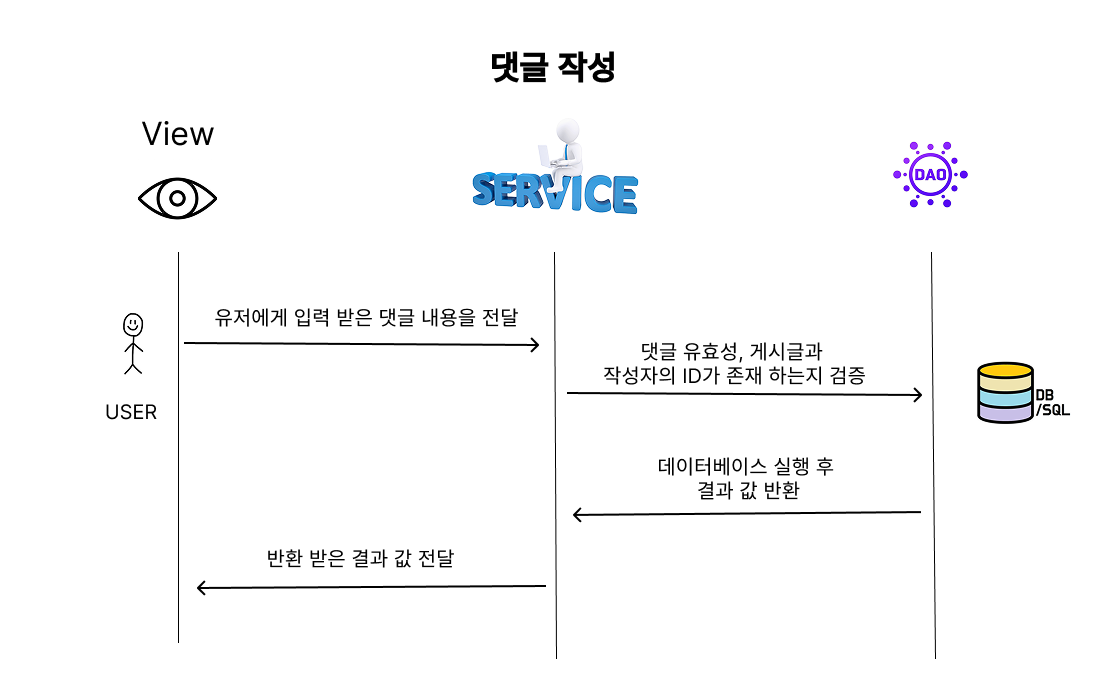 댓글 작성
View
SERVICE
DAO
유저에게 입력 받은 댓글 내용을 전달
댓글 유효성, 게시글과
작성자의 ID가 존재 하는지 검증
USER
DB
/SQL
데이터베이스 실행 후
결과 값 반환
반환 받은 결과 값 전달